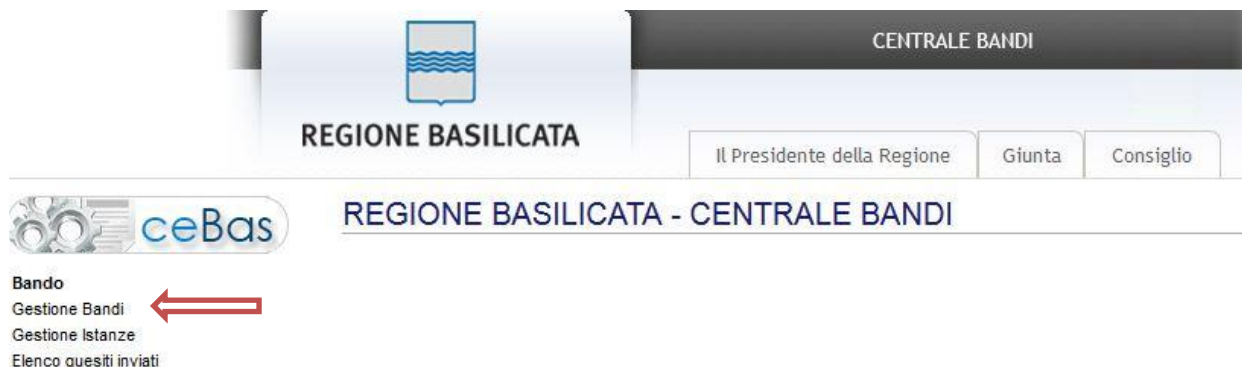 CENTRALE BANDI
REGIONE BASILICATA
Il Presidente della Regione
Giunta
Consiglio
ceBas
REGIONE BASILICATA - CENTRALE BANDI
Bando
Gestione Bandi
Gestione Istanze
Elenco quesiti inviati